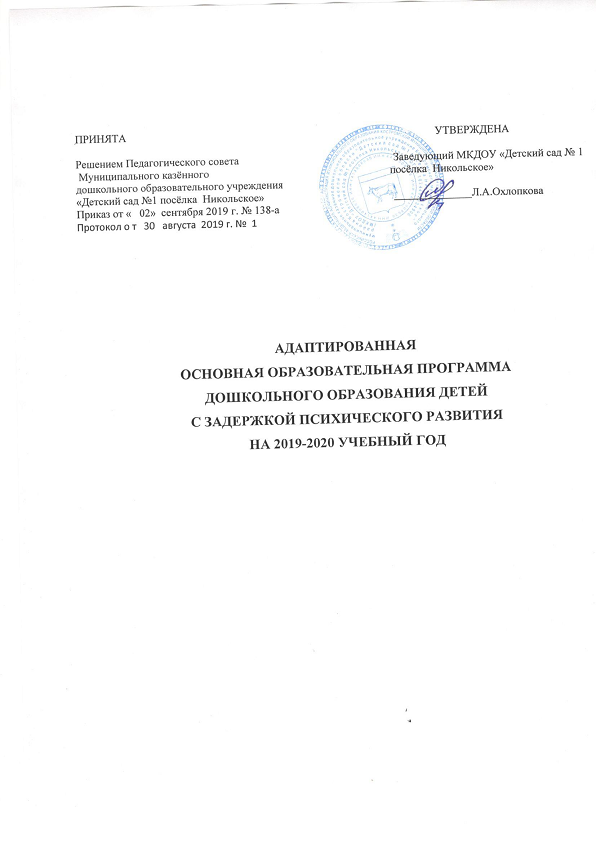 ПРИНЯТА
Решением Педагогического совета
Муниципального казённого
дошкольного образовательного учреждения
«Детский сад №1 посёлка Никольское»
Приказ от « 02» сентября 2019 г. № 138-а
Протокол о т 30 августа 2019 г. № 1
УТВЕРЖДЕНА
Заведующий МКДОУ «Детский сад № 1
посёлка Никольское»
_______________Л.А.Охлопкова
АДАПТИРОВАННАЯ
ОСНОВНАЯ ОБРАЗОВАТЕЛЬНАЯ ПРОГРАММА
ДОШКОЛЬНОГО ОБРАЗОВАНИЯ ДЕТЕЙ
С ЗАДЕРЖКОЙ ПСИХИЧЕСКОГО РАЗВИТИЯ
НА 2019-2020 УЧЕБНЫЙ ГОД